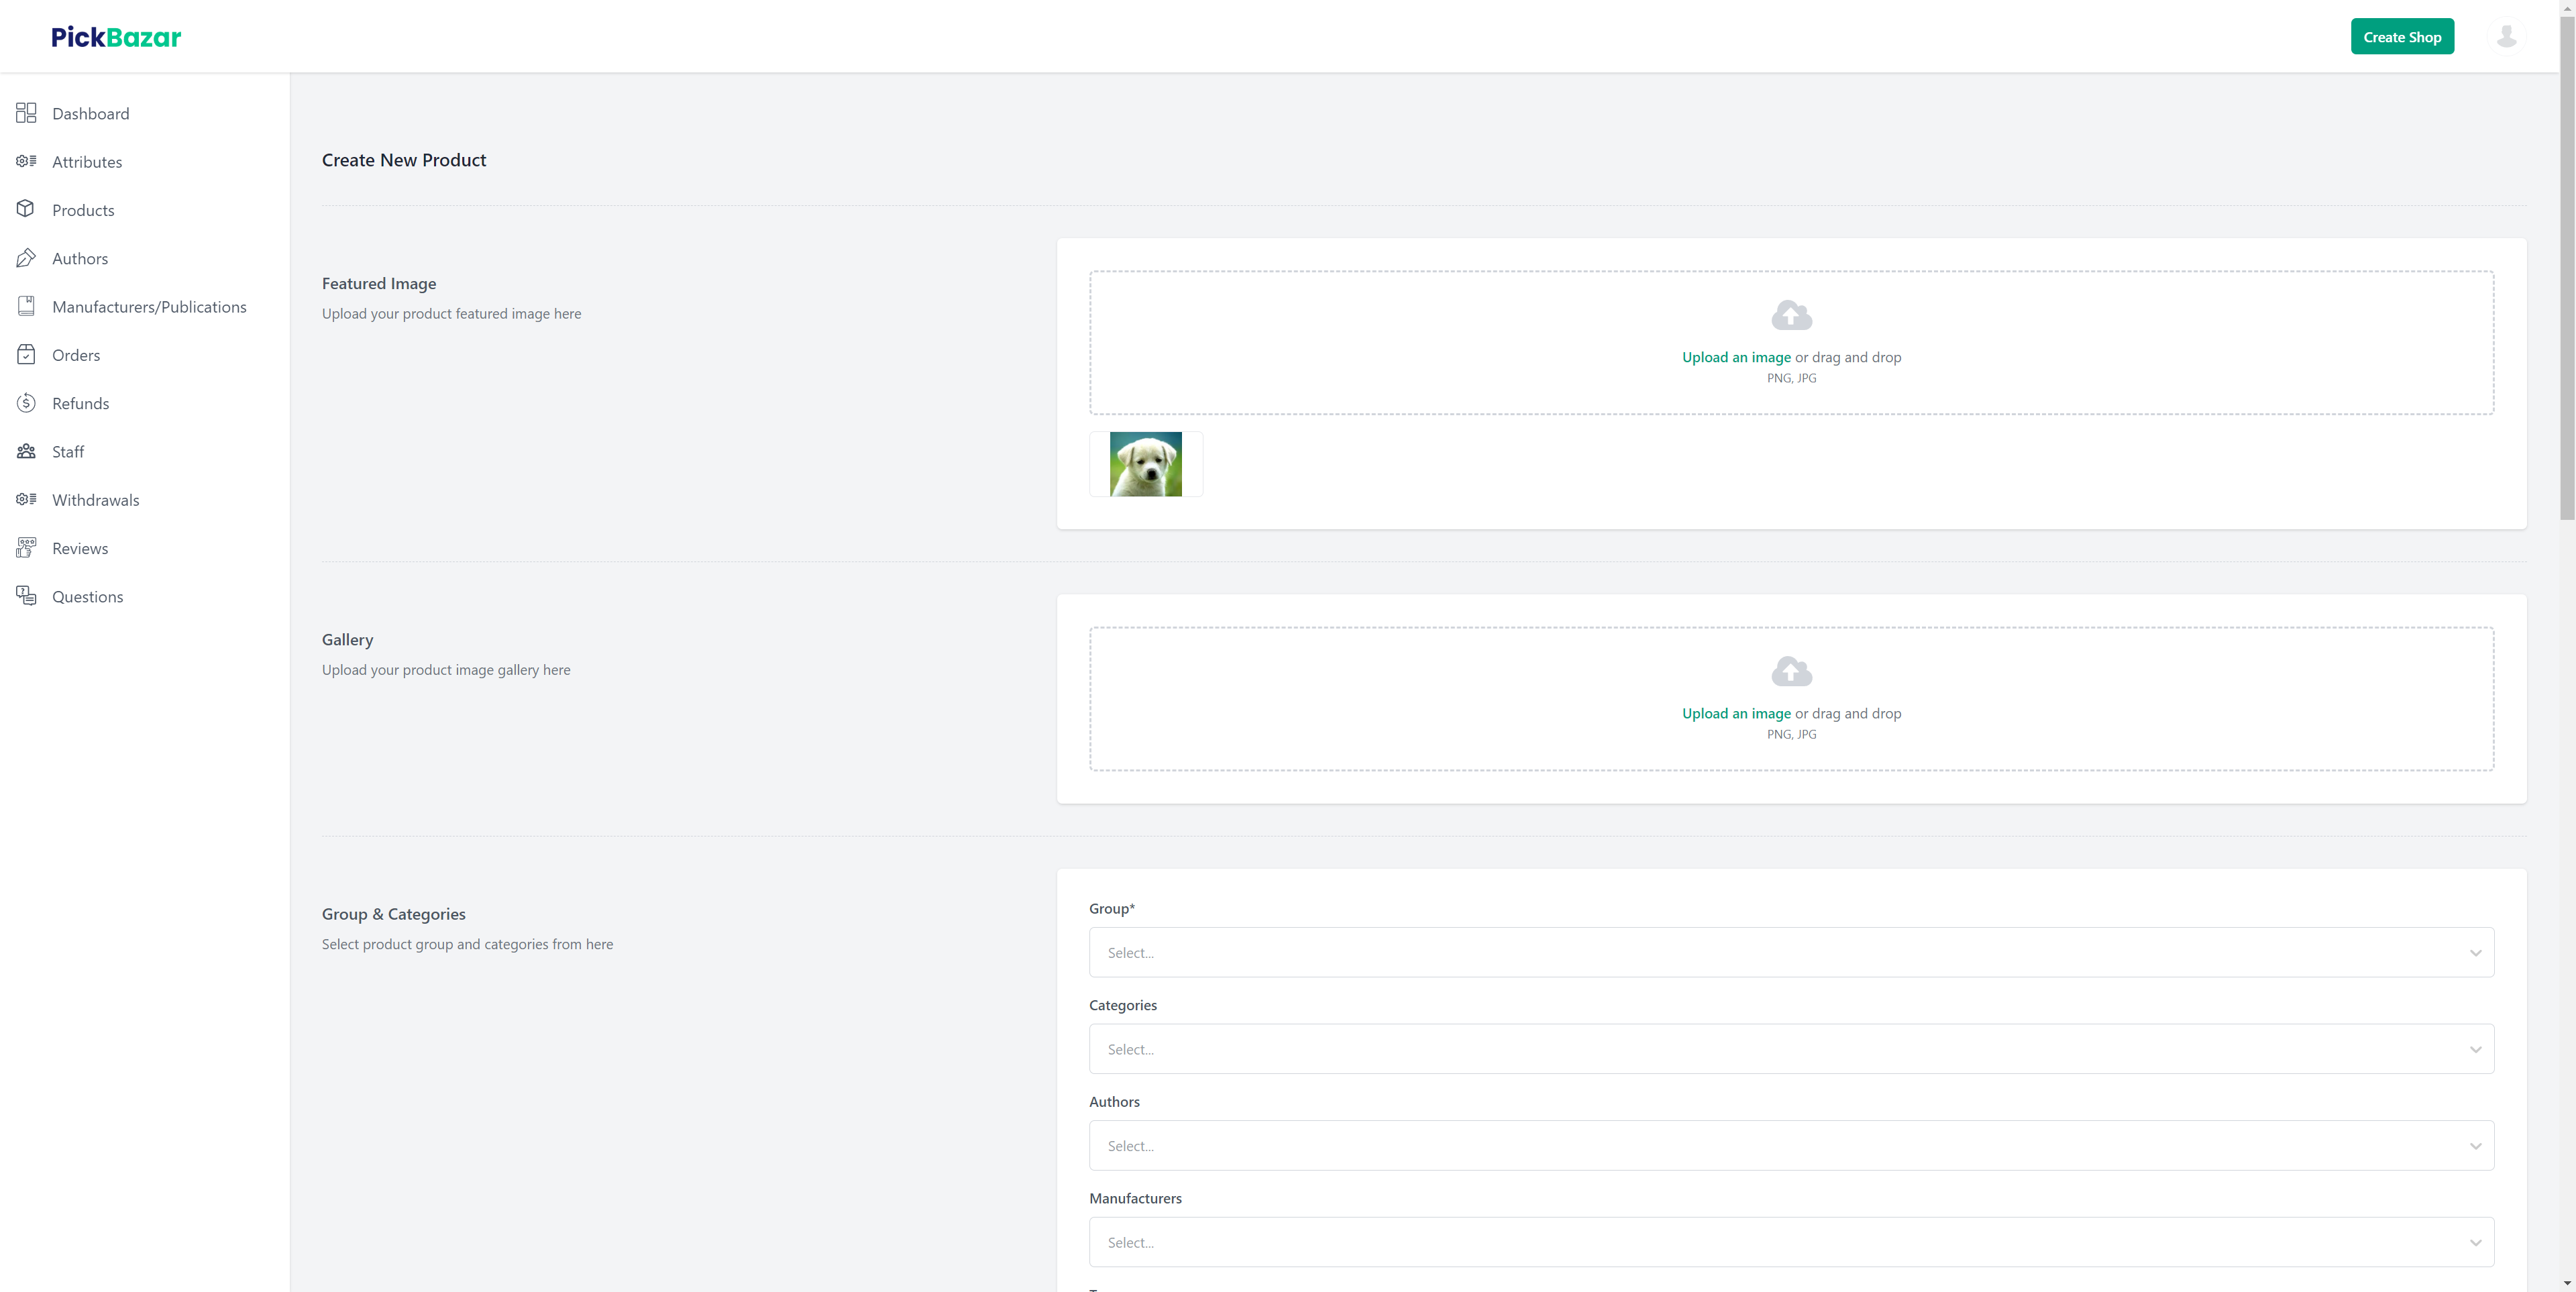 PickBazar
Create Shop
Dashboard
Attributes
Products
Authors
Manufacturers/Publications
Orders
Refunds
Staff
Withdrawals
Reviews
Questions
Create New Product
Featured Image
Upload your product featured image here
Upload an image or drag and drop
PNG, JPG
Gallery
Upload your product image gallery here
Upload an image or drag and drop
PNG, JPG
Group & Categories
Select product group and categories from here
Group*
Select...
Categories
Select...
Authors
Select...
Manufacturers
Select...